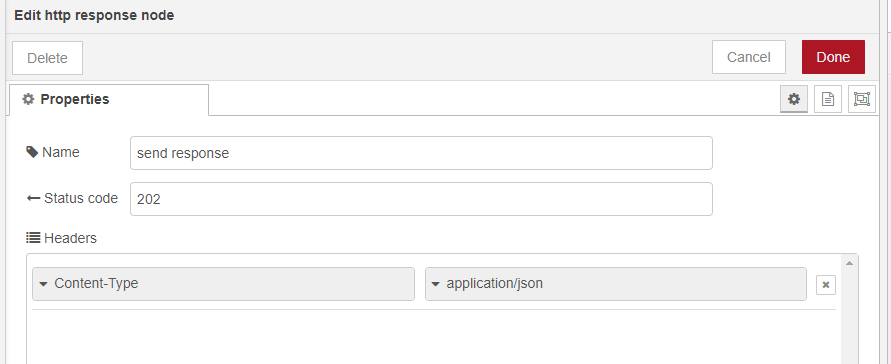 Edit http response node
Delete
Cancel
Done
Properties
Name
send response
Status code
202
Headers
Content-Type
application/json